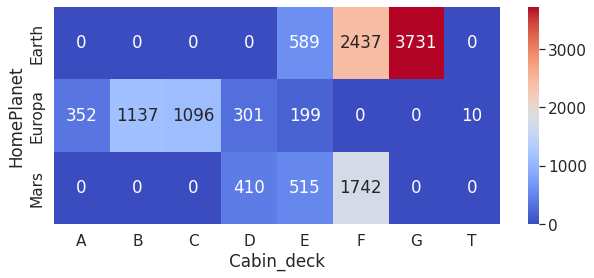 Earth 0 0 0 0 589 2437 3731 0
Europa 352 1137 1096 301 199 0 0 10
Mars 0 0 0 410 515 1742 0 0
A B C D E F G T
Cabin_deck
HomePlanet
3000
2000
1000
0